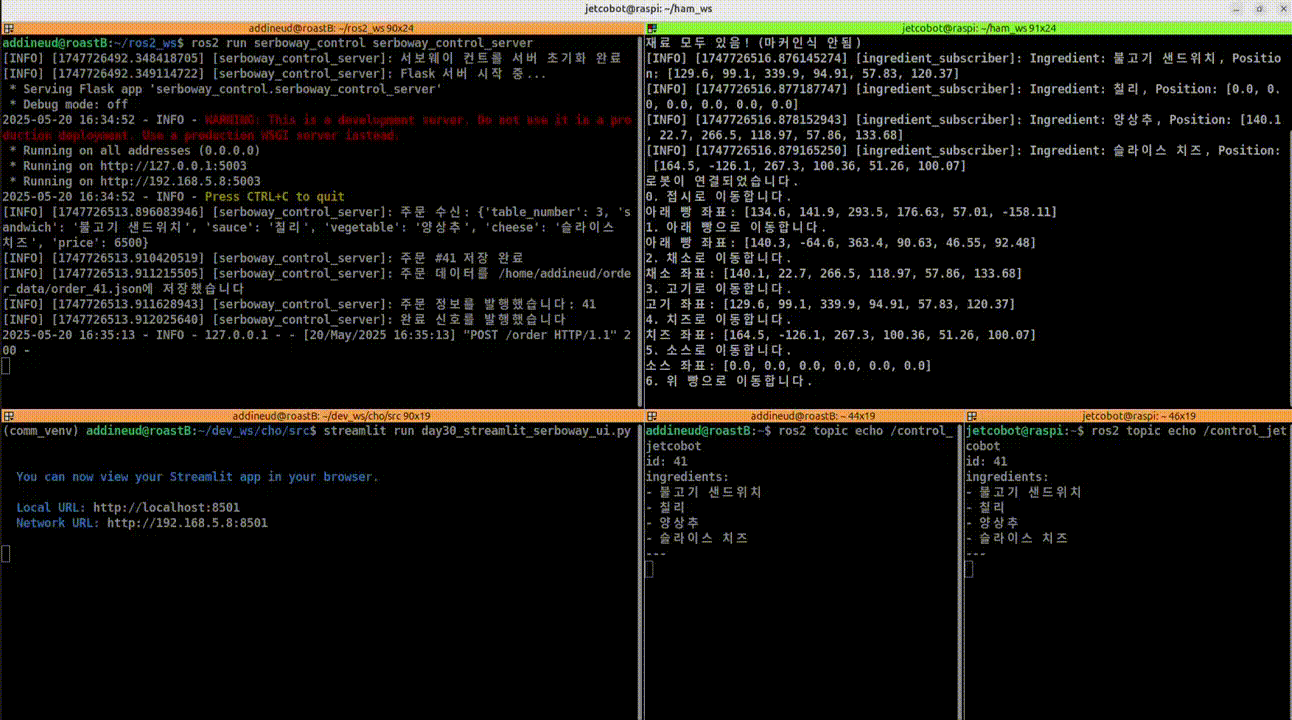 jetcobot@raspi: ~/ham_ws
addineud@roastB: ~/ros2_ws 90x24
addineud@roastB:~/ros2_ws$ ros2 run serboway_control serboway_control_server
[INFO] [1747726492.348418705] [serboway_control_server]: 서보웨이 컨트롤 서버 초기화 완료
[INFO] [1747726492.349114722] [serboway_control_server]: Flask 서버 시작 중...
 * Serving Flask app 'serboway_control.serboway_control_server'
 * Debug mode: off
2025-05-20 16:34:52 - INFO - WARNING: This is a development server. Do not use it in a pro
duction deployment. Use a production WSGI server instead.
 * Running on all addresses (0.0.0.0)
 * Running on http://127.0.0.1:5003
 * Running on http://192.168.5.8:5003
2025-05-20 16:34:52 - INFO - Press CTRL+C to quit
[INFO] [1747726513.896083946] [serboway_control_server]: 주문 수신: {'table_number': 3, 's
andwich': '불고기 샌드위치', 'sauce': '칠리', 'vegetable': '양상추', 'cheese': '슬라이스
치즈', 'price': 6500}
[INFO] [1747726513.910420519] [serboway_control_server]: 주문 #41 저장 완료
[INFO] [1747726513.911215505] [serboway_control_server]: 주문 데이터를 /home/addineud/orde
r_data/order_41.json에 저장했습니다
[INFO] [1747726513.911628943] [serboway_control_server]: 주문 정보를 발행했습니다: 41
[INFO] [1747726513.912025640] [serboway_control_server]: 완료 신호를 발행했습니다
2025-05-20 16:35:13 - INFO - 127.0.0.1 - - [20/May/2025 16:35:13] "POST /order HTTP/1.1" 2
00 -
jetcobot@raspi: ~/ham_ws 91x24
재료 모두 있음! (마커인식 안됨)
[INFO] [1747726516.876145274] [ingredient_subscriber]: Ingredient: 불고기 샌드위치, Positio
n: [129.6, 99.1, 339.9, 94.91, 57.83, 120.37]
[INFO] [1747726516.877187747] [ingredient_subscriber]: Ingredient: 칠리, Position: [0.0, 0.
0, 0.0, 0.0, 0.0, 0.0]
[INFO] [1747726516.878152943] [ingredient_subscriber]: Ingredient: 양상추, Position: [140.1
, 22.7, 266.5, 118.97, 57.86, 133.68]
[INFO] [1747726516.879165250] [ingredient_subscriber]: Ingredient: 슬라이스 치즈, Position:
 [164.5, -126.1, 267.3, 100.36, 51.26, 100.07]
로봇이 연결되었습니다.
0. 접시로 이동합니다.
아래 빵 좌표: [134.6, 141.9, 293.5, 176.63, 57.01, -158.11]
1. 아래 빵으로 이동합니다.
아래 빵 좌표: [140.3, -64.6, 363.4, 90.63, 46.55, 92.48]
2. 채소로 이동합니다.
채소 좌표: [140.1, 22.7, 266.5, 118.97, 57.86, 133.68]
3. 고기로 이동합니다.
고기 좌표: [129.6, 99.1, 339.9, 94.91, 57.83, 120.37]
4. 치즈로 이동합니다.
치즈 좌표: [164.5, -126.1, 267.3, 100.36, 51.26, 100.07]
5. 소스로 이동합니다.
소스 좌표: [0.0, 0.0, 0.0, 0.0, 0.0, 0.0]
6. 위 빵으로 이동합니다.
addineud@roastB: ~/dev_ws/cho/src 90x19
(comm_venv) addineud@roastB:~/dev_ws/cho/src$ streamlit run day30_streamlit_serboway_ui.py
You can now view your Streamlit app in your browser.
Local URL: http://localhost:8501
Network URL: http://192.168.5.8:8501
addineud@roastB: ~ 44x19
addineud@roastB:~$ ros2 topic echo /control_
jetcobot
id: 41
ingredients:
- 불고기 샌드위치
- 칠리
- 양상추
- 슬라이스 치즈
---
jetcobot@raspi: ~ 46x19
jetcobot@raspi:~$ ros2 topic echo /control_jet
cobot
id: 41
ingredients:
- 불고기 샌드위치
- 칠리
- 양상추
- 슬라이스 치즈
---